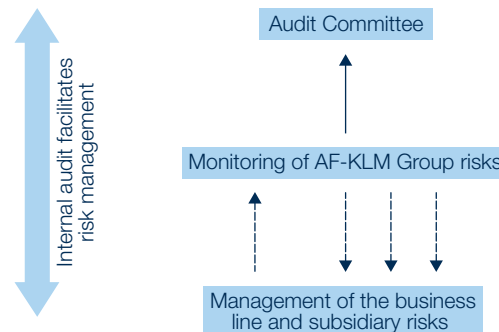 Audit Committee
Internal audit facilitates
risk management
Monitoring of AF-KLM Group risks
Management of the business
line and subsidiary risks